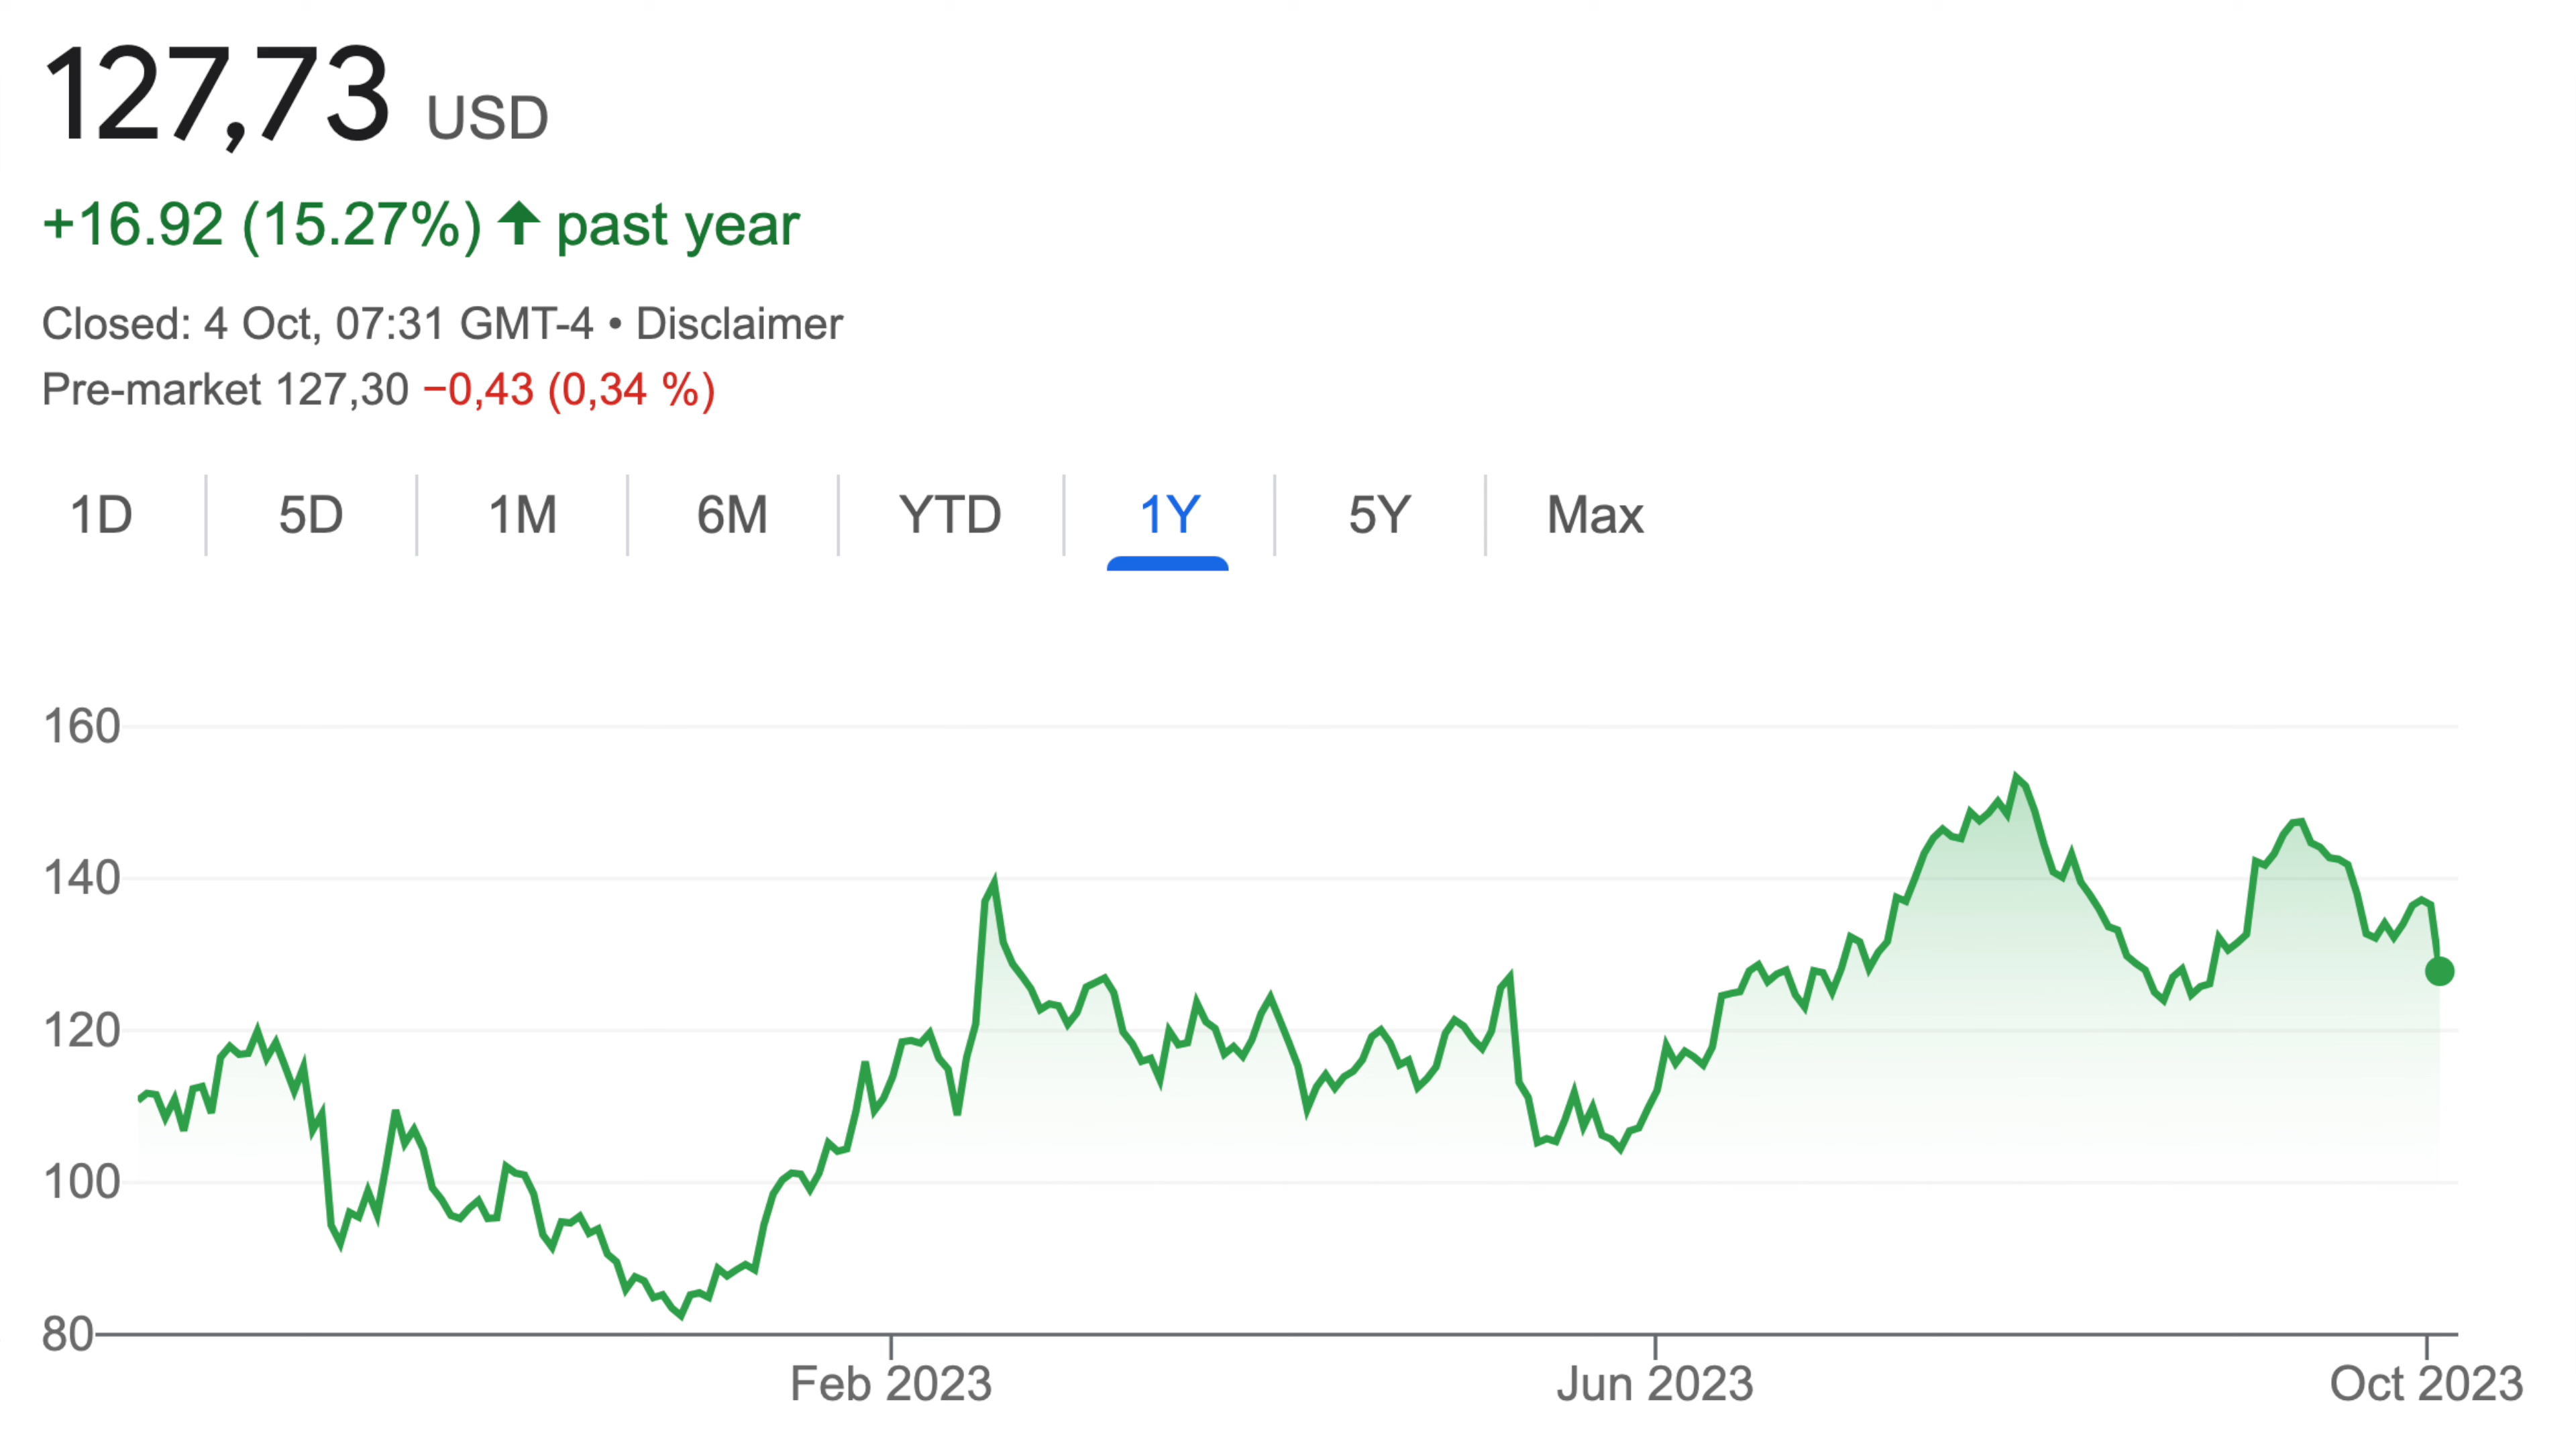 127,73 USD
+16.92 (15.27%) ↑ past year
Closed: 4 Oct, 07:31 GMT-4 • Disclaimer
Pre-market 127,30 −0,43 (0,34 %)
1D 5D 1M 6M YTD 1Y 5Y Max
160
140
120
100
80
Feb 2023 Jun 2023 Oct 2023